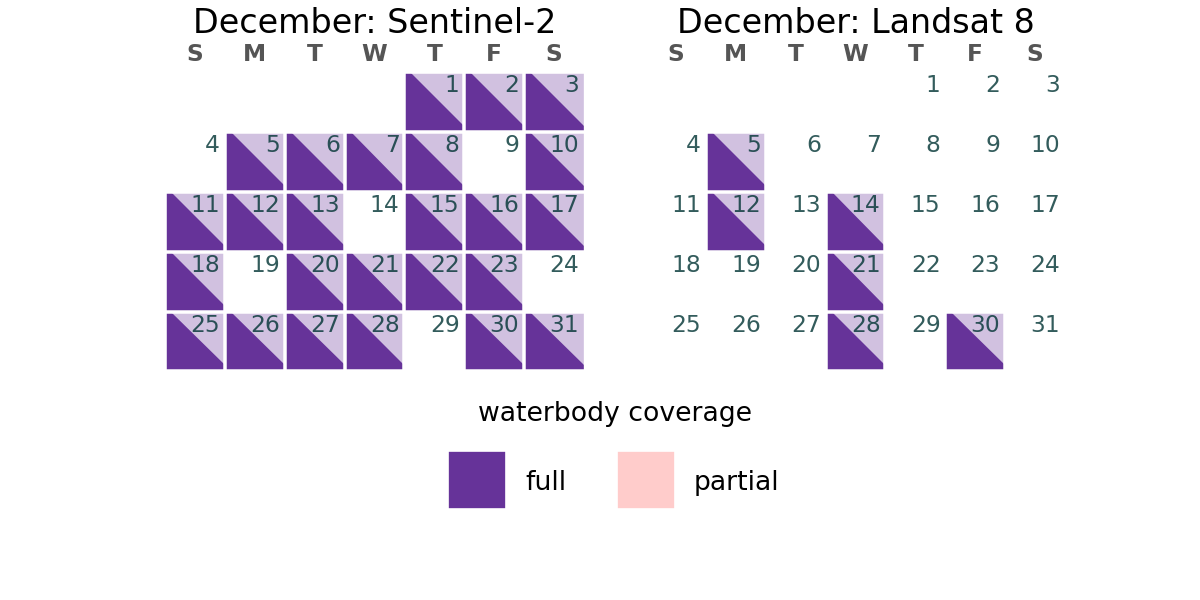 December: Sentinel-2
S M T W T F S
1 2 3
4 5 6 7 8 9 10
11 12 13 14 15 16 17
18 19 20 21 22 23 24
25 26 27 28 29 30 31
December: Landsat 8
S M T W T F S
1 2 3
4 5 6 7 8 9 10
11 12 13 14 15 16 17
18 19 20 21 22 23 24
25 26 27 28 29 30 31
waterbody coverage
full partial